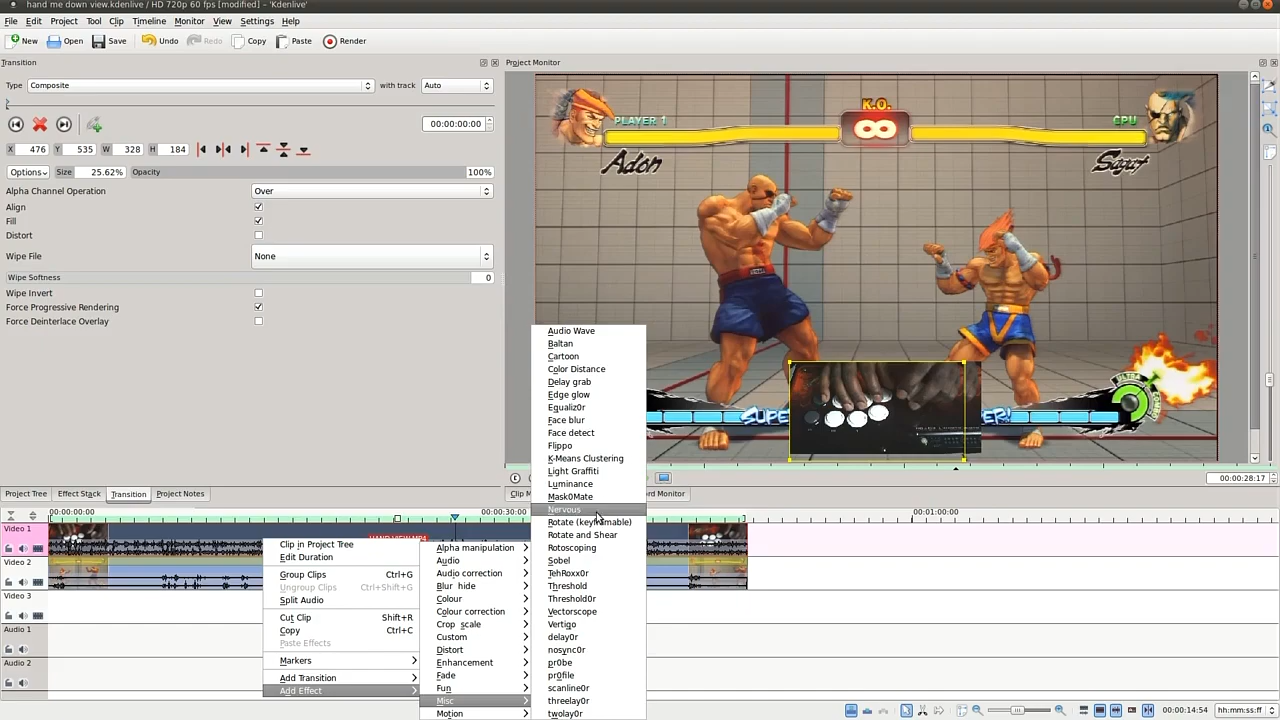 hand me down view.kdenlive / HD 720p 60 fps [modified] – 'Kdenlive'
File Edit Project Tool Clip Timeline Monitor View Settings Help
New Open Save Undo Redo Copy Paste Render
Transition
Project Monitor
Type Composite with track Auto
00:00:00:00
X 476 Y 535 W 328 H 184
Options Size 25.62% Opacity 100%
Alpha Channel Operation Over
Align
Fill
Distort
Wipe File None
Wipe Softness 0
Wipe Invert
Force Progressive Rendering
Force Deinterlace Overlay
K.O.
PLAYER 1
CPU
Adon
Sagat
SUPER
ULTRA
Project Tree Effect Stack Transition Project Notes
00:00:28:17
00:00:00:00 00:00:30:00 00:01:00:00
Video 1
Video 2
Video 3
Audio 1
Audio 2
Clip in Project Tree
Edit Duration
Group Clips Ctrl+G
Ungroup Clips Ctrl+Shift+G
Split Audio
Cut Clip Shift+R
Copy Ctrl+C
Paste Effects
Markers
Add Transition
Add Effect
Alpha manipulation
Audio
Audio correction
Blur hide
Colour
Colour correction
Crop scale
Custom
Distort
Enhancement
Fade
Fun
Misc
Motion
Audio Wave
Baltan
Cartoon
Color Distance
Delay grab
Edge glow
Equaliz0r
Face blur
Face detect
Flippo
K-Means Clustering
Light Graffiti
Luminance
Mask0Mate
Nervous
Rotate (keyframable)
Rotate and Shear
Rotoscoping
Sobel
TehRoxx0r
Threshold
Threshold0r
Vectorscope
Vertigo
delay0r
nosync0r
pr0be
pr0file
scanline0r
threelay0r
twolay0r
00:00:14:54 hh:mm:ss:ff